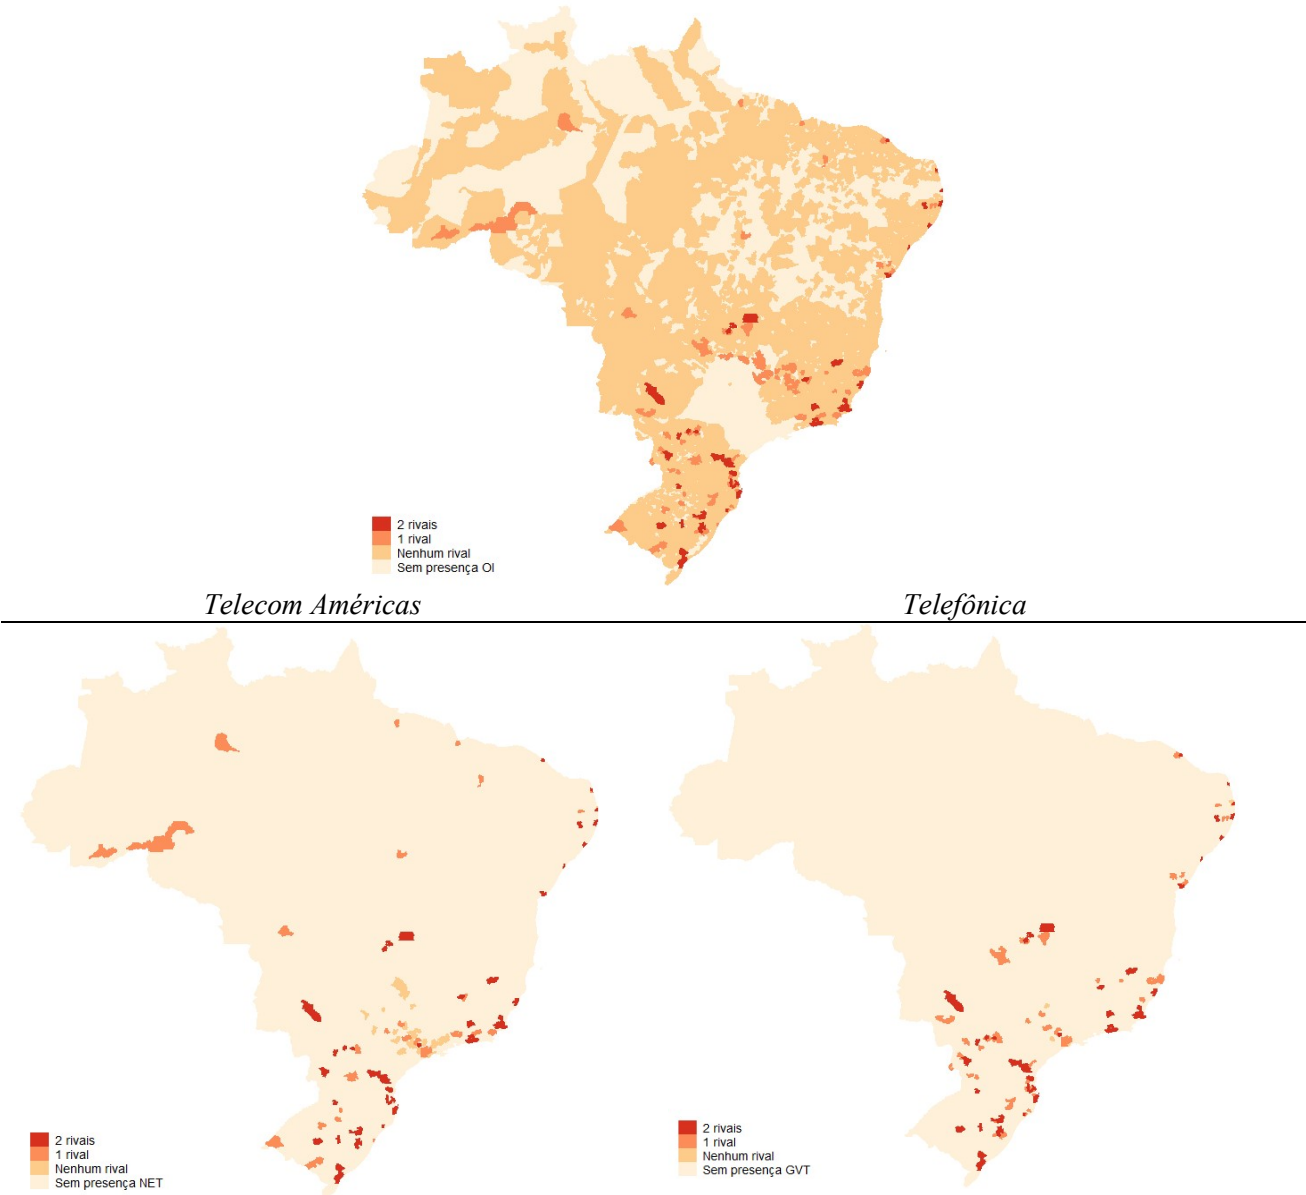 2 rivais
1 rival
Nenhum rival
Sem presença OI
Telecom Américas
Telefônica
2 rivais
1 rival
Nenhum rival
Sem presença NET
2 rivais
1 rival
Nenhum rival
Sem presença GVT